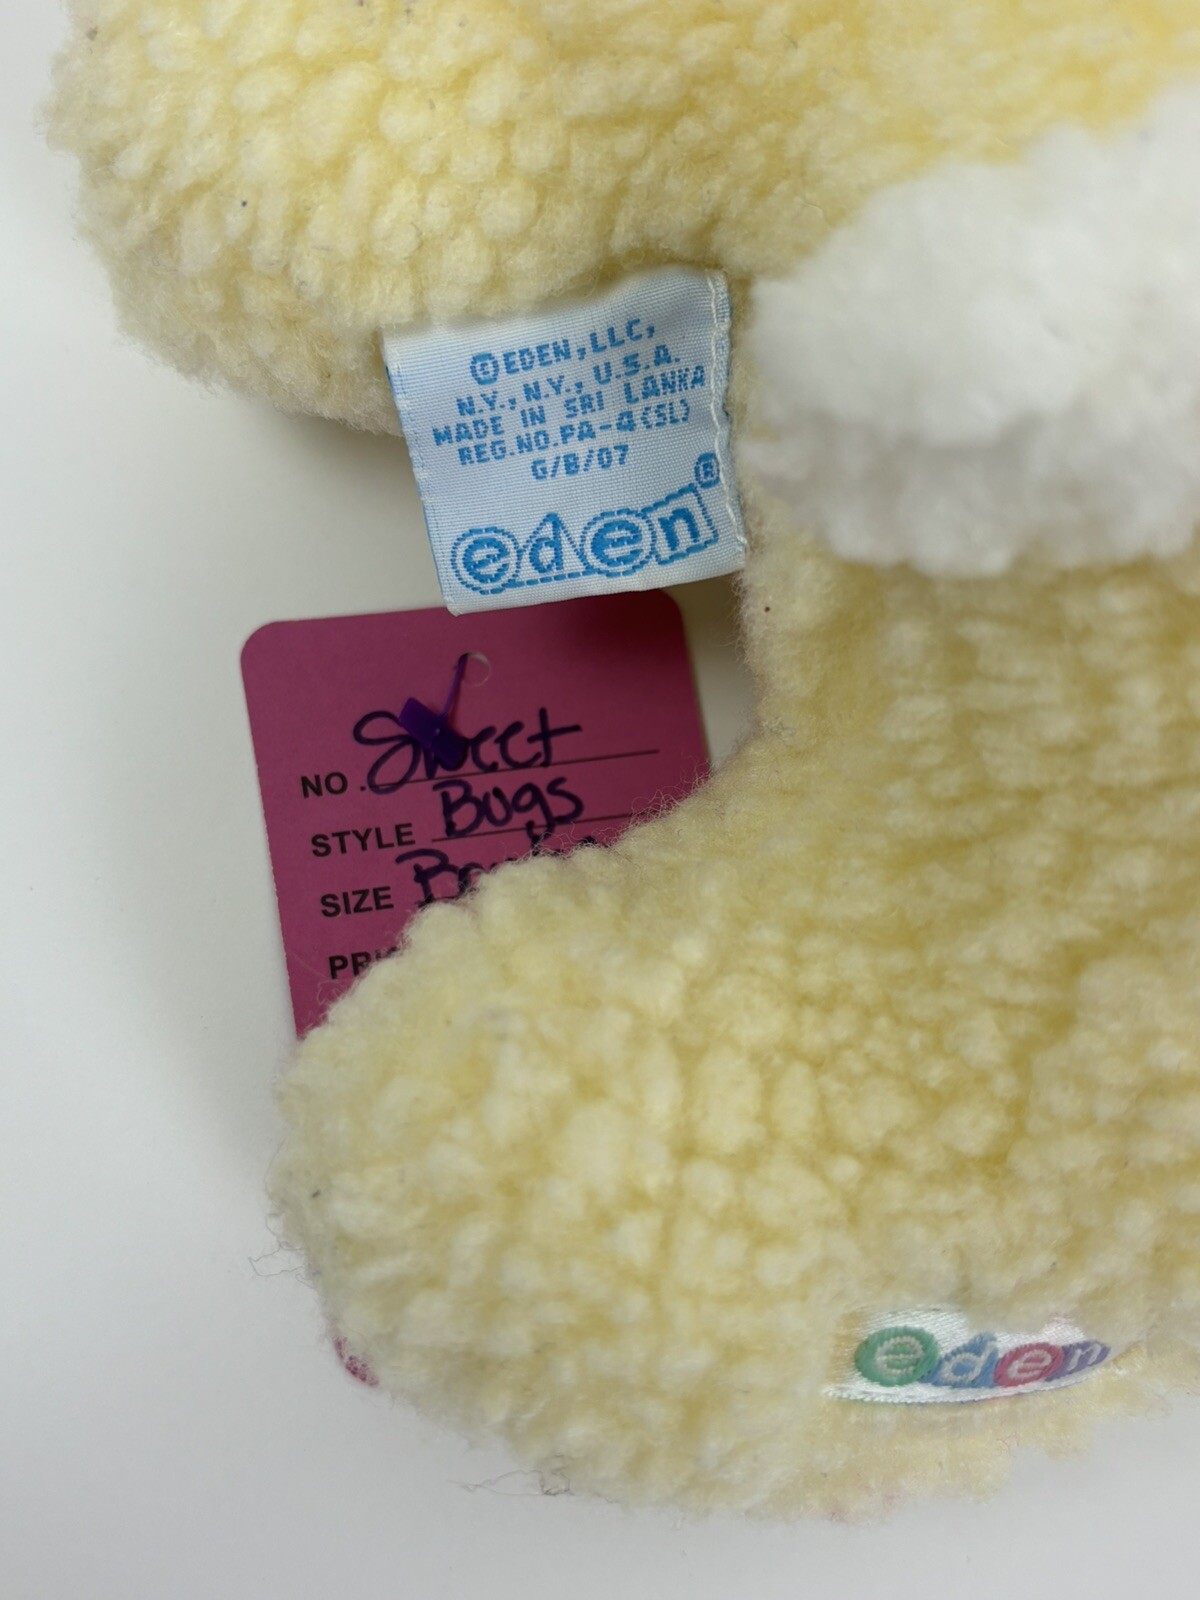 ©EDEN, LLC,
N.Y., N.Y., U.S.A.
MADE IN SRI LANKA
REG.NO.PA-4(SL)
G/B/07
eden®
NO. Sweet
STYLE Bugs
SIZE
eden